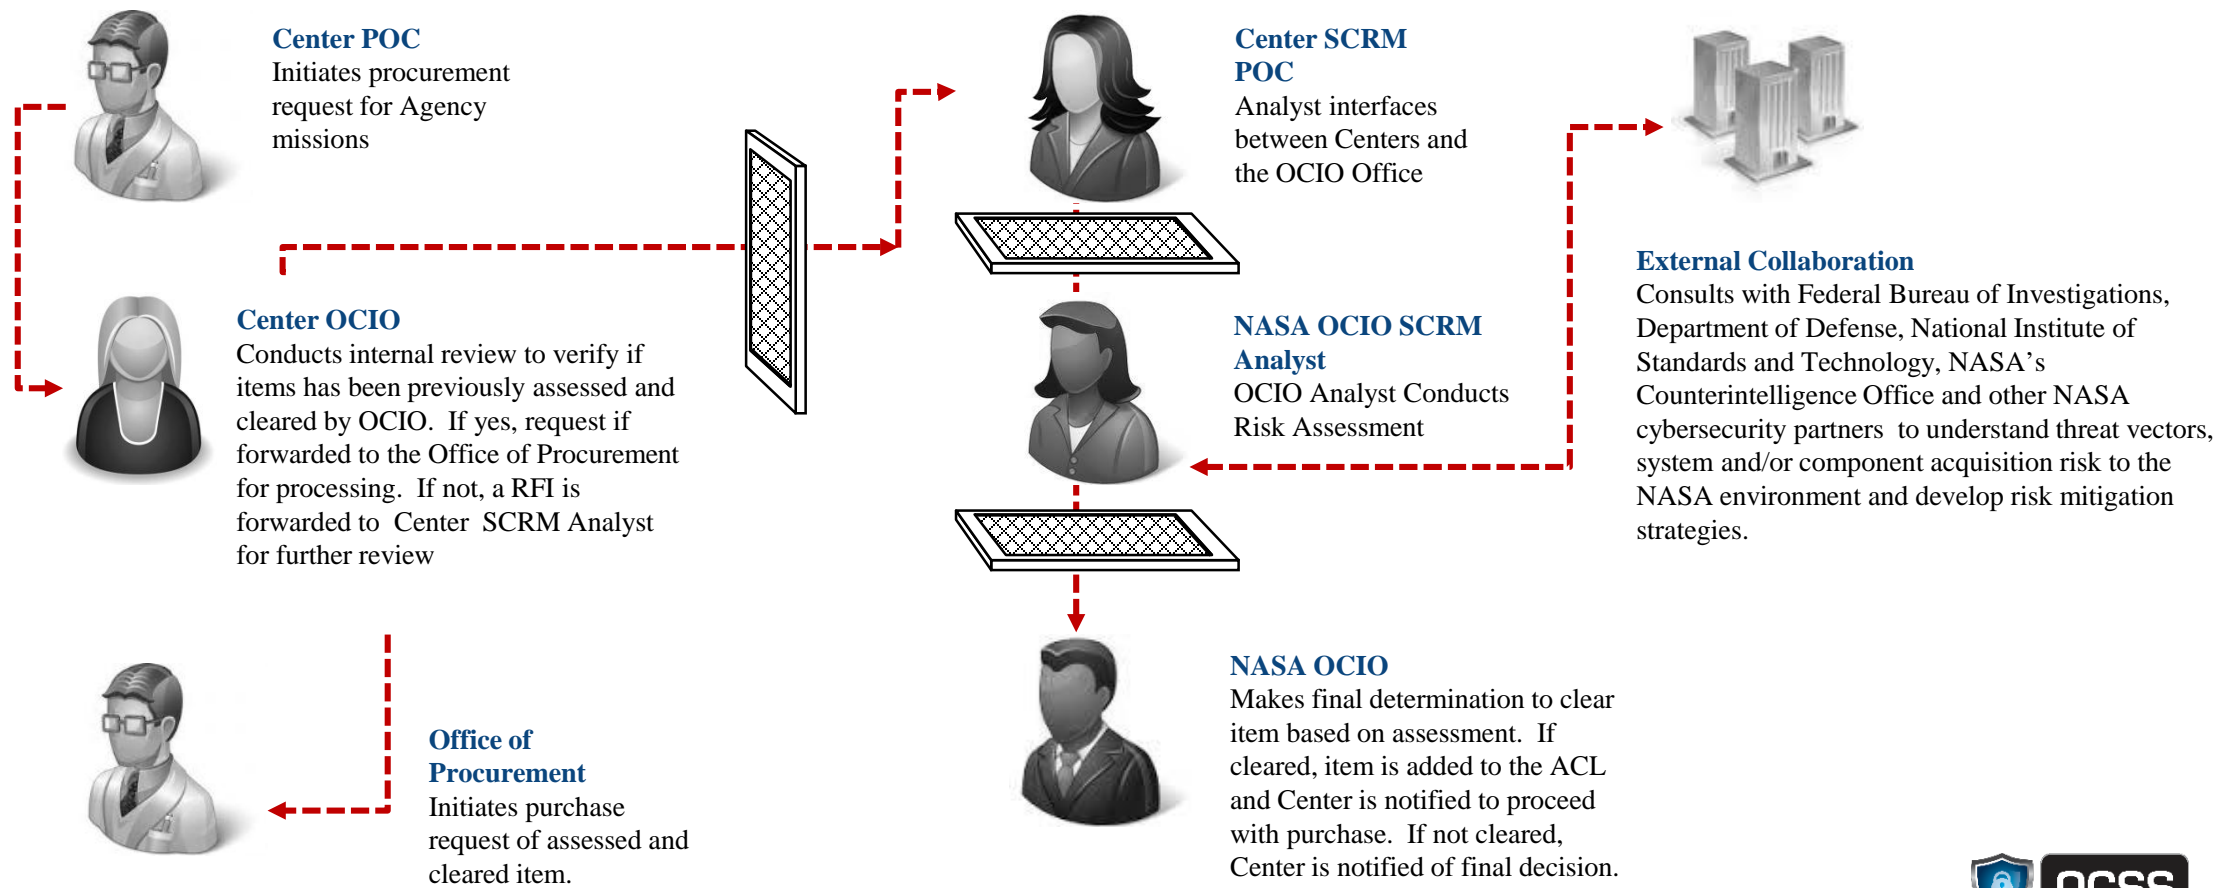 Center POC
Initiates procurement
request for Agency
missions
Center OCIO
Conducts internal review to verify if
items has been previously assessed and
cleared by OCIO. If yes, request if
forwarded to the Office of Procurement
for processing. If not, a RFI is
forwarded to Center SCRM Analyst
for further review
Office of
Procurement
Initiates purchase
request of assessed and
cleared item.
Center SCRM
POC
Analyst interfaces
between Centers and
the OCIO Office
NASA OCIO SCRM
Analyst
OCIO Analyst Conducts
Risk Assessment
NASA OCIO
Makes final determination to clear
item based on assessment. If
cleared, item is added to the ACL
and Center is notified to proceed
with purchase. If not cleared,
Center is notified of final decision.
External Collaboration
Consults with Federal Bureau of Investigations,
Department of Defense, National Institute of
Standards and Technology, NASA’s
Counterintelligence Office and other NASA
cybersecurity partners to understand threat vectors,
system and/or component acquisition risk to the
NASA environment and develop risk mitigation
strategies.